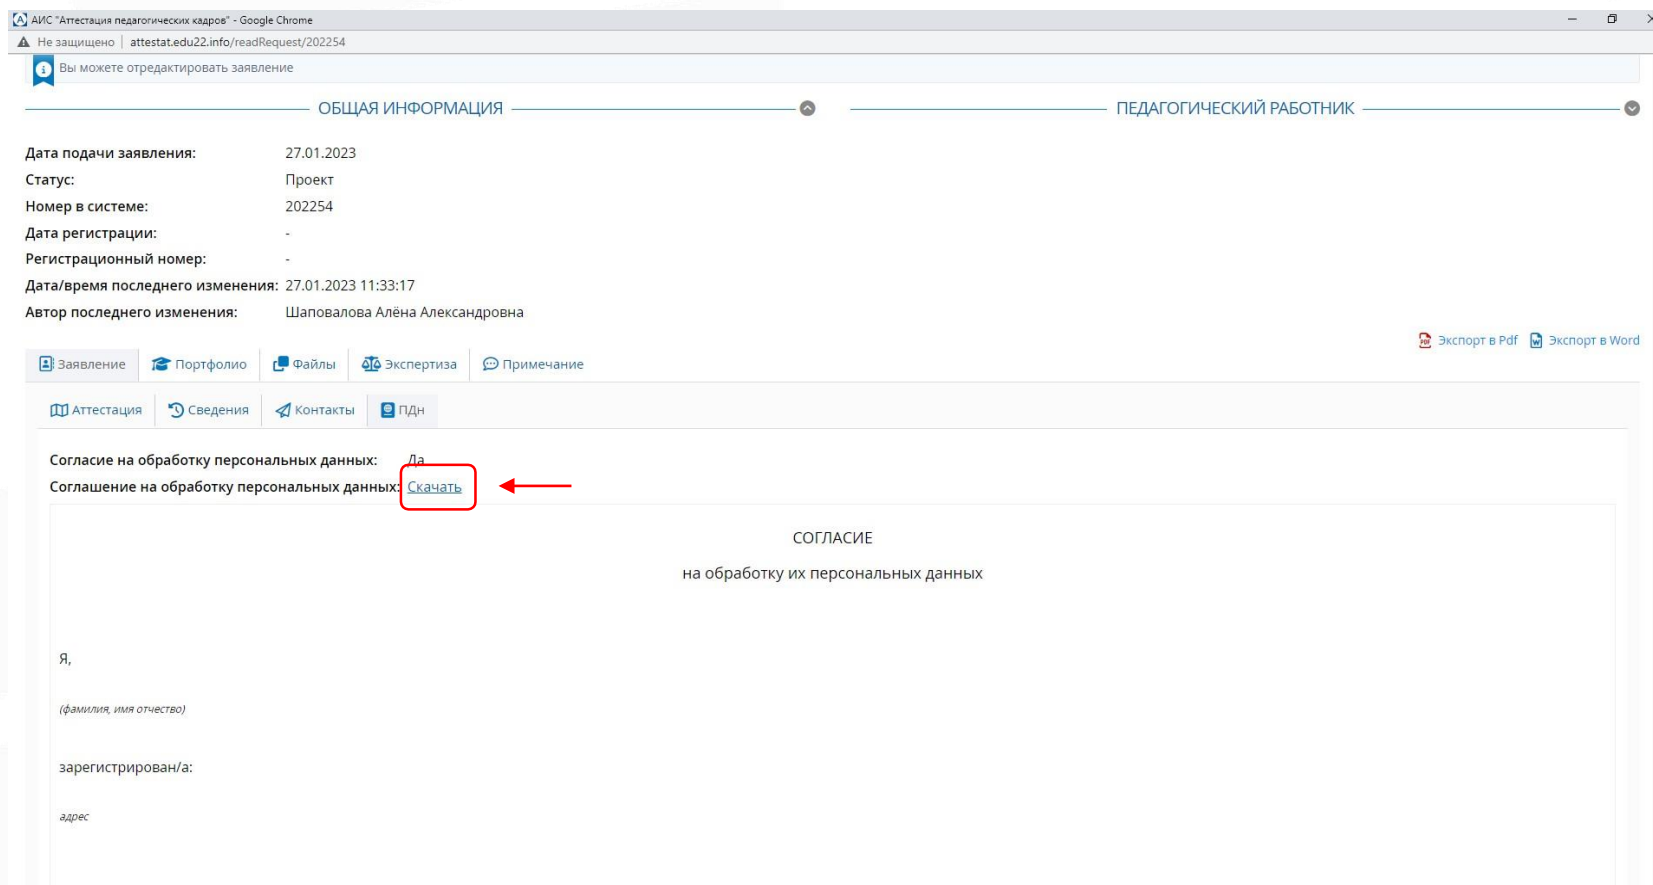 АИС "Аттестация педагогических кадров" - Google Chrome
Не защищено | attestat.edu22.info/readRequest/202254
Вы можете отредактировать заявление
ОБЩАЯ ИНФОРМАЦИЯ
ПЕДАГОГИЧЕСКИЙ РАБОТНИК
Дата подачи заявления: 27.01.2023
Статус: Проект
Номер в системе: 202254
Дата регистрации: -
Регистрационный номер: -
Дата/время последнего изменения: 27.01.2023 11:33:17
Автор последнего изменения: Шаповалова Алёна Александровна
Экспорт в Pdf Экспорт в Word
Заявление Портфолио Файлы Экспертиза Примечание
Аттестация Сведения Контакты ПДн
Согласие на обработку персональных данных: Да
Соглашение на обработку персональных данных: Скачать
СОГЛАСИЕ
на обработку их персональных данных
Я,
(фамилия, имя отчество)
зарегистрирован/а:
адрес